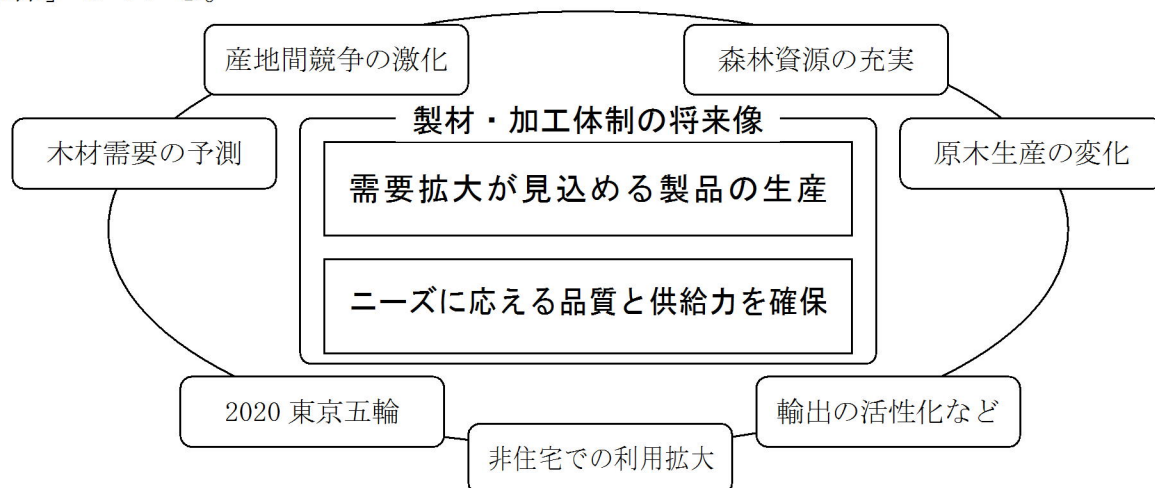 産地間競争の激化
森林資源の充実
製材・加工体制の将来像
木材需要の予測
原木生産の変化
需要拡大が見込める製品の生産
ニーズに応える品質と供給力を確保
2020 東京五輪
輸出の活性化など
非住宅での利用拡大